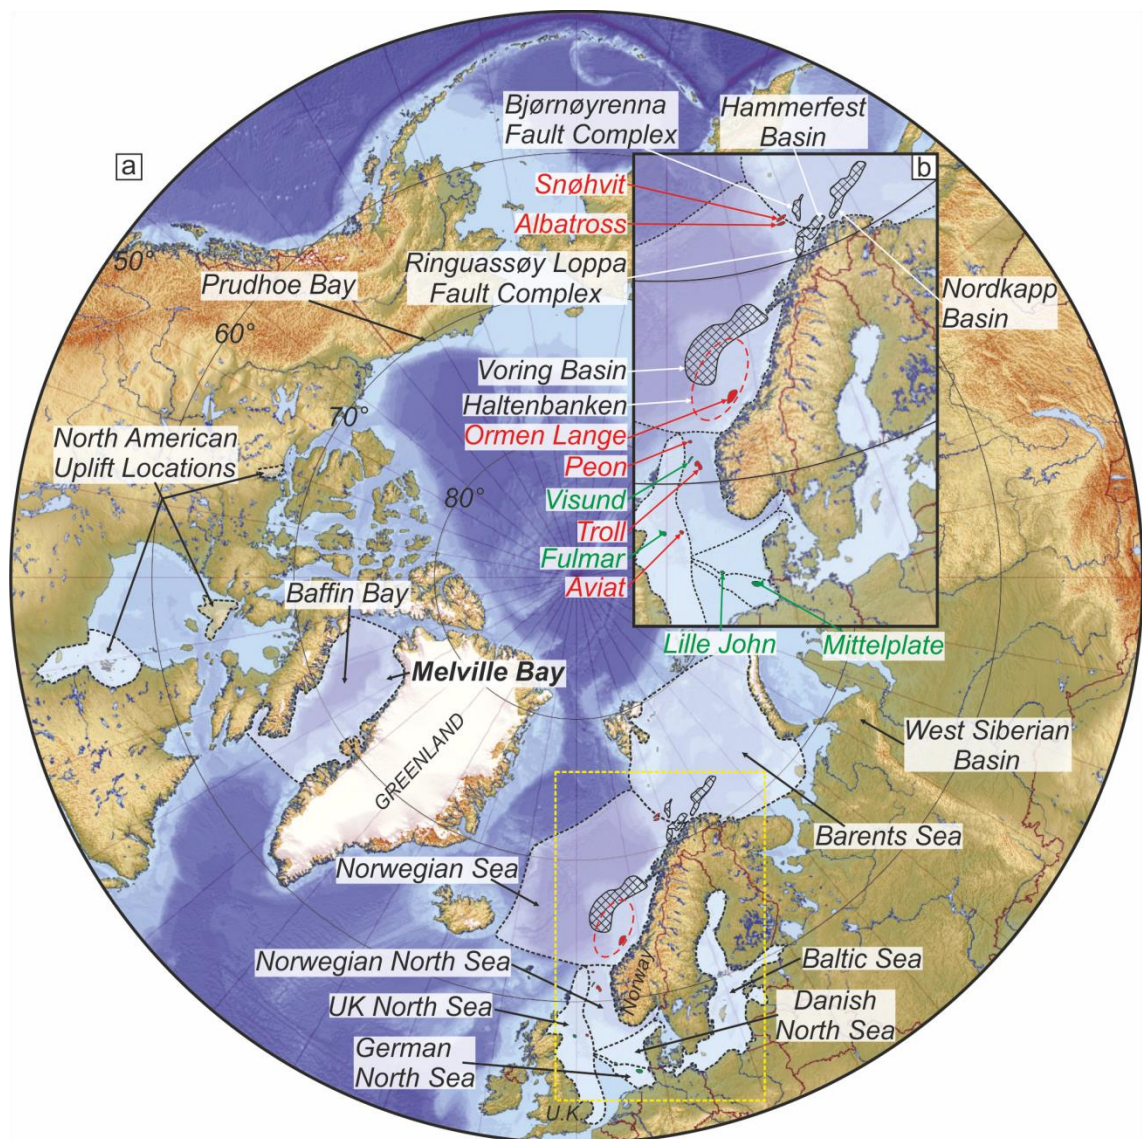 a
b
Bjørnøyrenna
Fault Complex
Hammerfest
Basin
Snøhvit
Albatross
Ringuassøy Loppa
Fault Complex
Nordkapp
Basin
50°
60°
70°
80°
Prudhoe Bay
Voring Basin
Haltenbanken
Ormen Lange
Peon
Visund
Troll
Fulmar
Aviat
Lille John
Mittelplate
North American
Uplift Locations
Baffin Bay
Melville Bay
GREENLAND
West Siberian
Basin
Barents Sea
Norwegian Sea
Norwegian North Sea
UK North Sea
German
North Sea
Norway
U.K.
Baltic Sea
Danish
North Sea